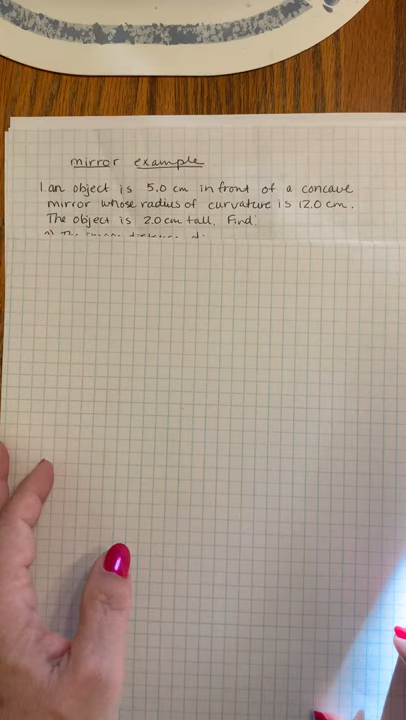 mirror example
1. an object is 5.0 cm in front of a concave
mirror whose radius of curvature is 12.0 cm.
The object is 2.0 cm tall. Find: